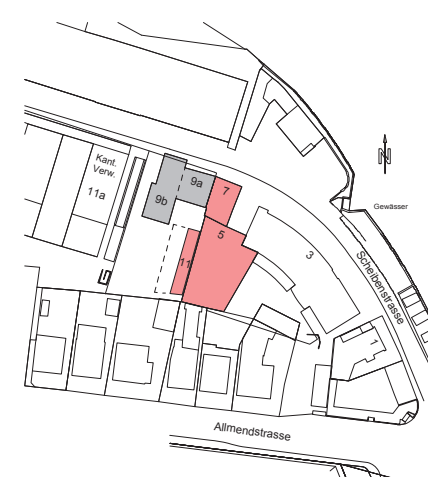 Kant.
Verw.
11a
9a
9b
7
5
11
3
1
N
Gewässer
Scheibenstrasse
Allmendstrasse